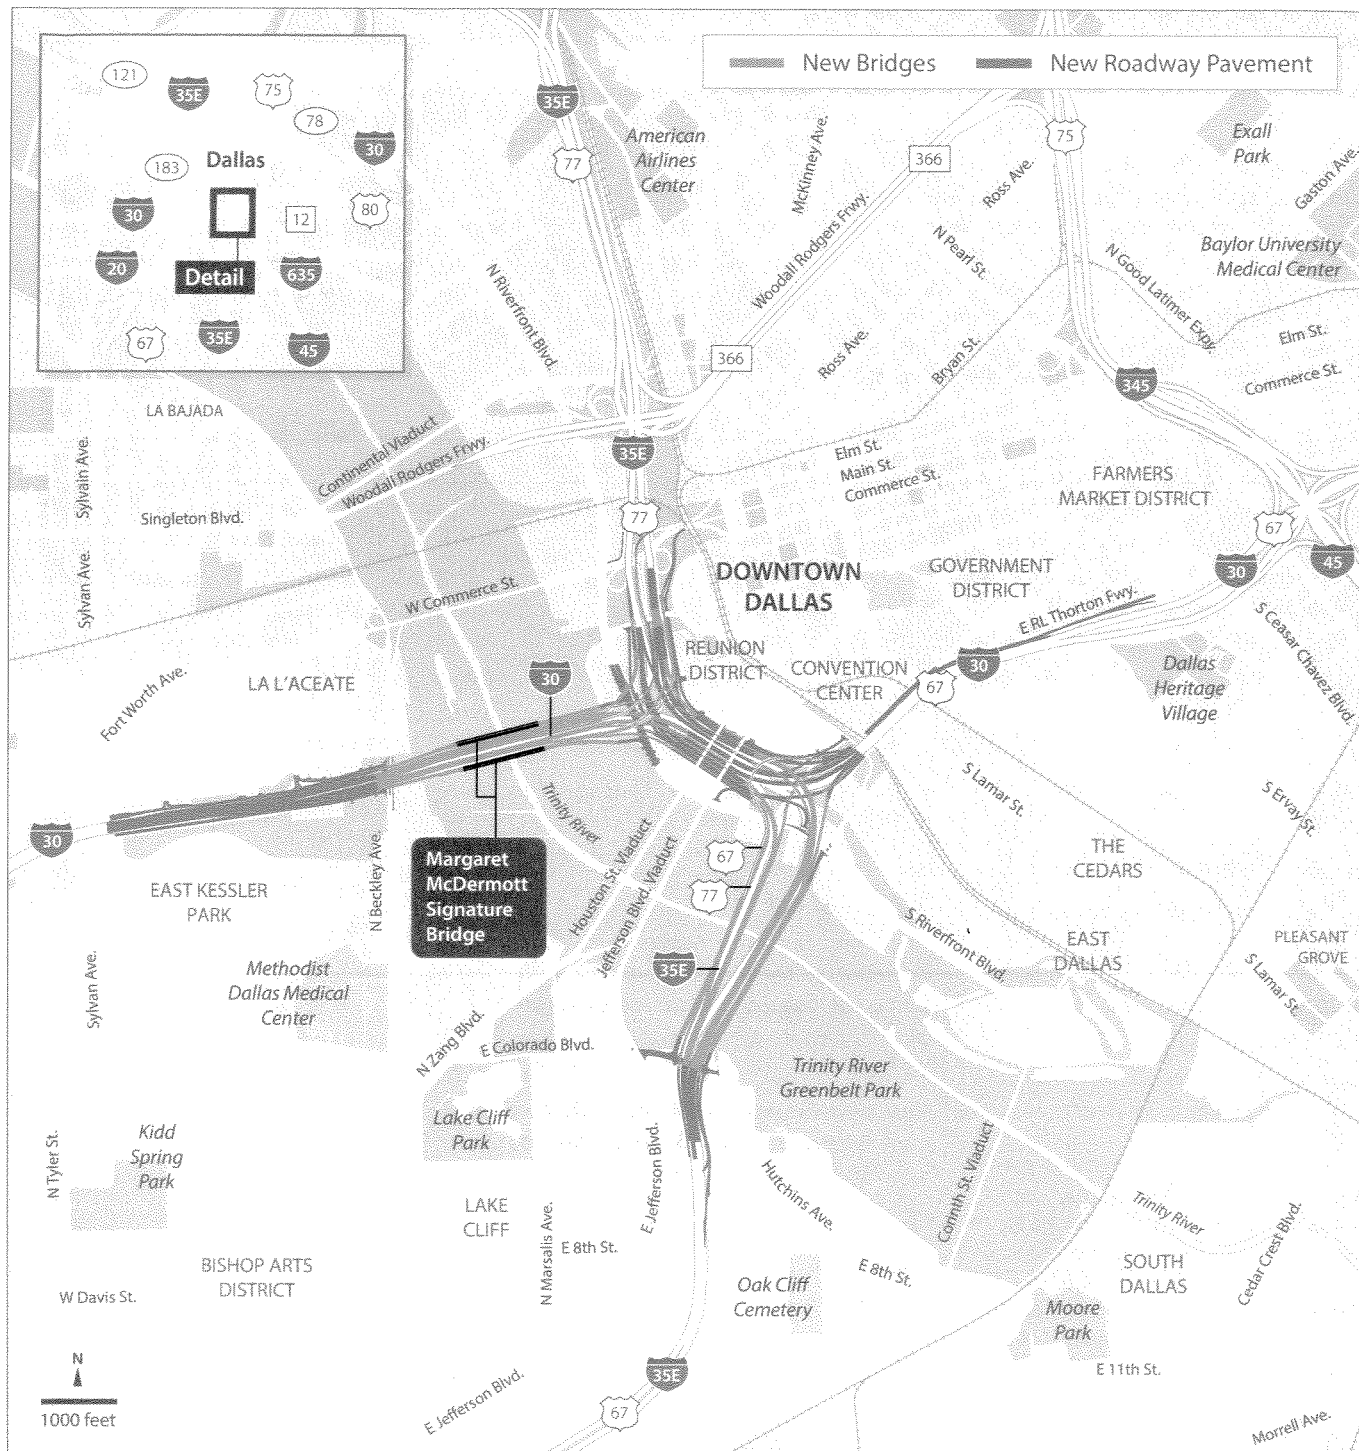 New Bridges
New Roadway Pavement
121
35E
75
78
30
183
Dallas
30
12
80
20
Detail
635
67
35E
45
35E
77
American
Airlines
Center
McKinney Ave.
366
75
Exall
Park
Ross Ave.
Gaston Ave.
Woodall Rodgers Frwy.
N Pearl St.
N Good Latimer Expy.
Baylor University
Medical Center
N Riverfront Blvd.
Elm St.
366
Ross Ave.
Bryan St.
Commerce St.
345
LA BAJADA
Continental Viaduct
Woodall Rodgers Frwy.
35E
Elm St.
Main St.
Commerce St.
FARMERS
MARKET DISTRICT
Sylvain Ave.
Singleton Blvd.
77
67
Sylvan Ave.
DOWNTOWN
DALLAS
GOVERNMENT
DISTRICT
30
45
W Commerce St.
E RL Thorton Fwy.
S Ceasar Chavez Blvd.
REUNION
DISTRICT
CONVENTION
CENTER
30
67
Dallas
Heritage
Village
LA L'ACEATE
30
Fort Worth Ave.
Trinity River
S Lamar St.
S Ervay St.
30
Margaret
McDermott
Signature
Bridge
67
77
THE
CEDARS
EAST KESSLER
PARK
N Beckley Ave.
Houston St. Viaduct
Jefferson Blvd. Viaduct
S Riverfront Blvd.
EAST
DALLAS
PLEASANT
GROVE
Sylvan Ave.
Methodist
Dallas Medical
Center
35E
S Lamar St.
N Zang Blvd.
E Colorado Blvd.
Trinity River
Greenbelt Park
Lake Cliff
Park
Kidd
Spring
Park
N Tyler St.
E Jefferson Blvd.
Hutchins Ave.
Corinth St. Viaduct
Trinity River
LAKE
CLIFF
N Marsalis Ave.
E 8th St.
E 8th St.
Cedar Crest Blvd.
BISHOP ARTS
DISTRICT
SOUTH
DALLAS
W Davis St.
Oak Cliff
Cemetery
Moore
Park
N
1000 feet
E 11th St.
35E
67
E Jefferson Blvd.
Morrell Ave.